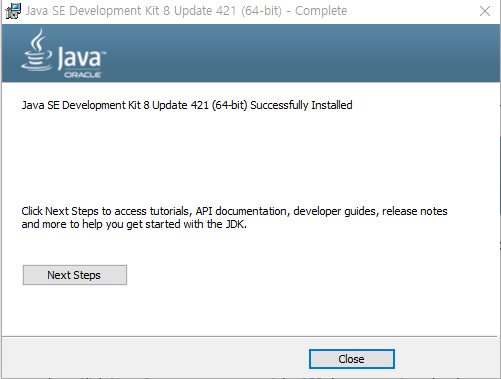 Java SE Development Kit 8 Update 421 (64-bit) - Complete
Java™
ORACLE
Java SE Development Kit 8 Update 421 (64-bit) Successfully Installed
Click Next Steps to access tutorials, API documentation, developer guides, release notes
and more to help you get started with the JDK.
Next Steps
Close